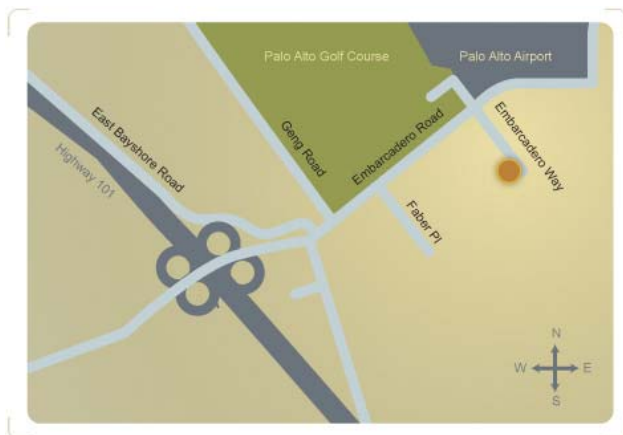 Palo Alto Golf Course
Palo Alto Airport
East Bayshore Road
Highway 101
Geng Road
Embarcadero Road
Embarcadero Way
Faber Pl
N
W E
S